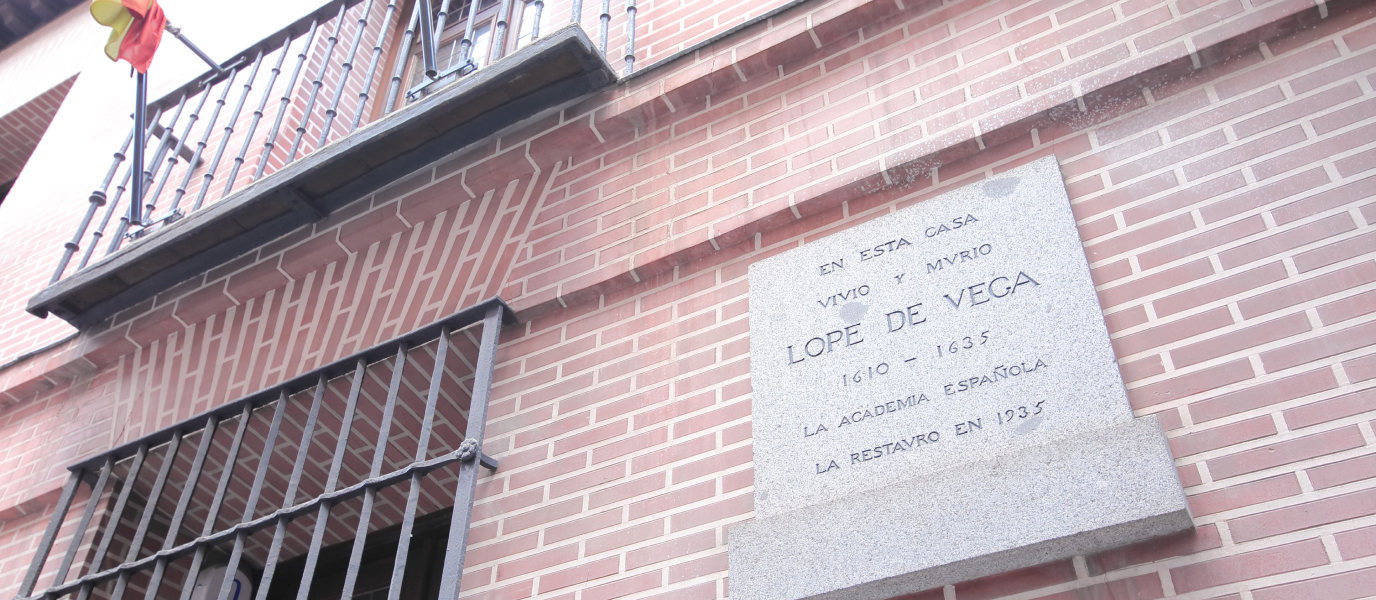 EN ESTA CASA
VIVIO Y MVRIO
LOPE DE VEGA
1610 – 1635
LA ACADEMIA ESPAÑOLA
LA RESTAVRO EN 1935